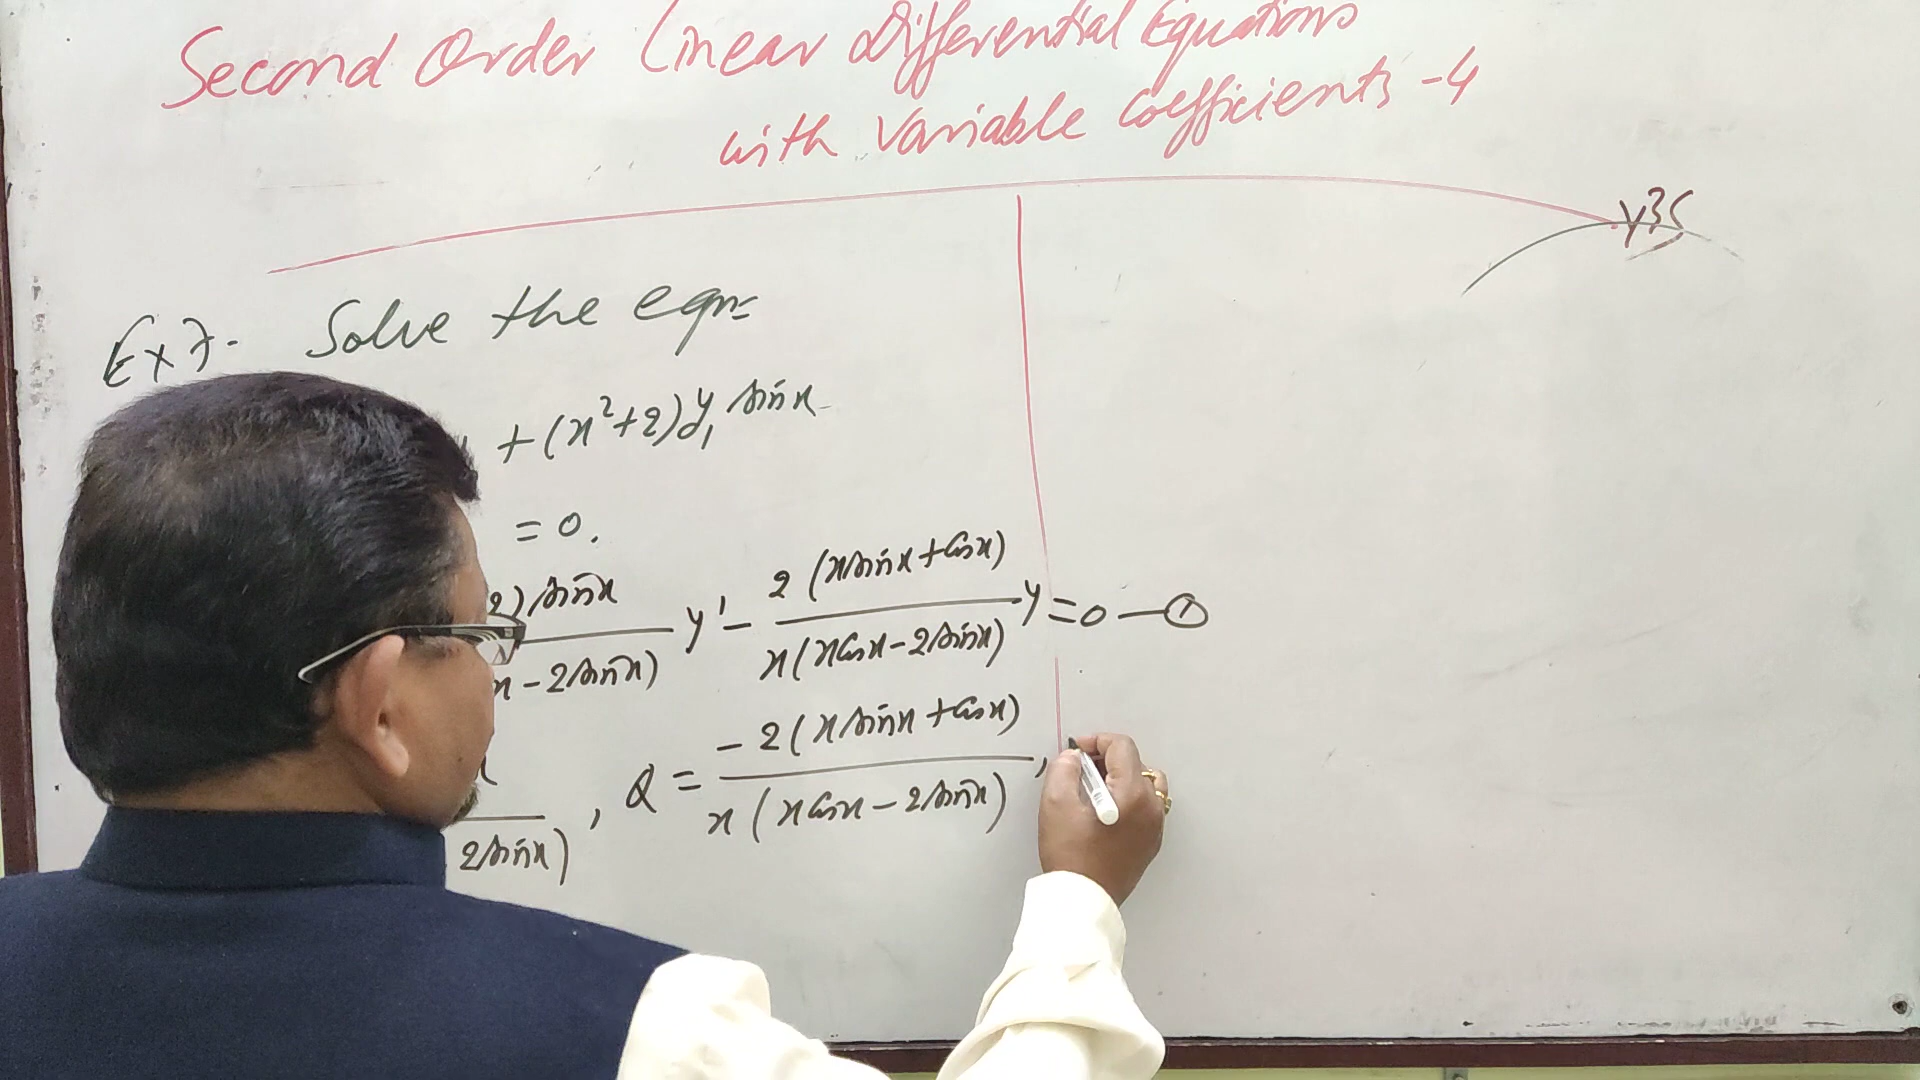 Second Order Linear Differential Equations
with Variable Coefficients -4
Ex 7. Solve the eqn=
+ (x²+2) y₁ sin x
= 0.
2) sin x / x - 2 sin x) y' - 2 (x sin x + cos x) / x (x cos x - 2 sin x) y = 0 — ①
2 sin x) , Q = -2 (x sin x + cos x) / x (x cos x - 2 sin x) ,